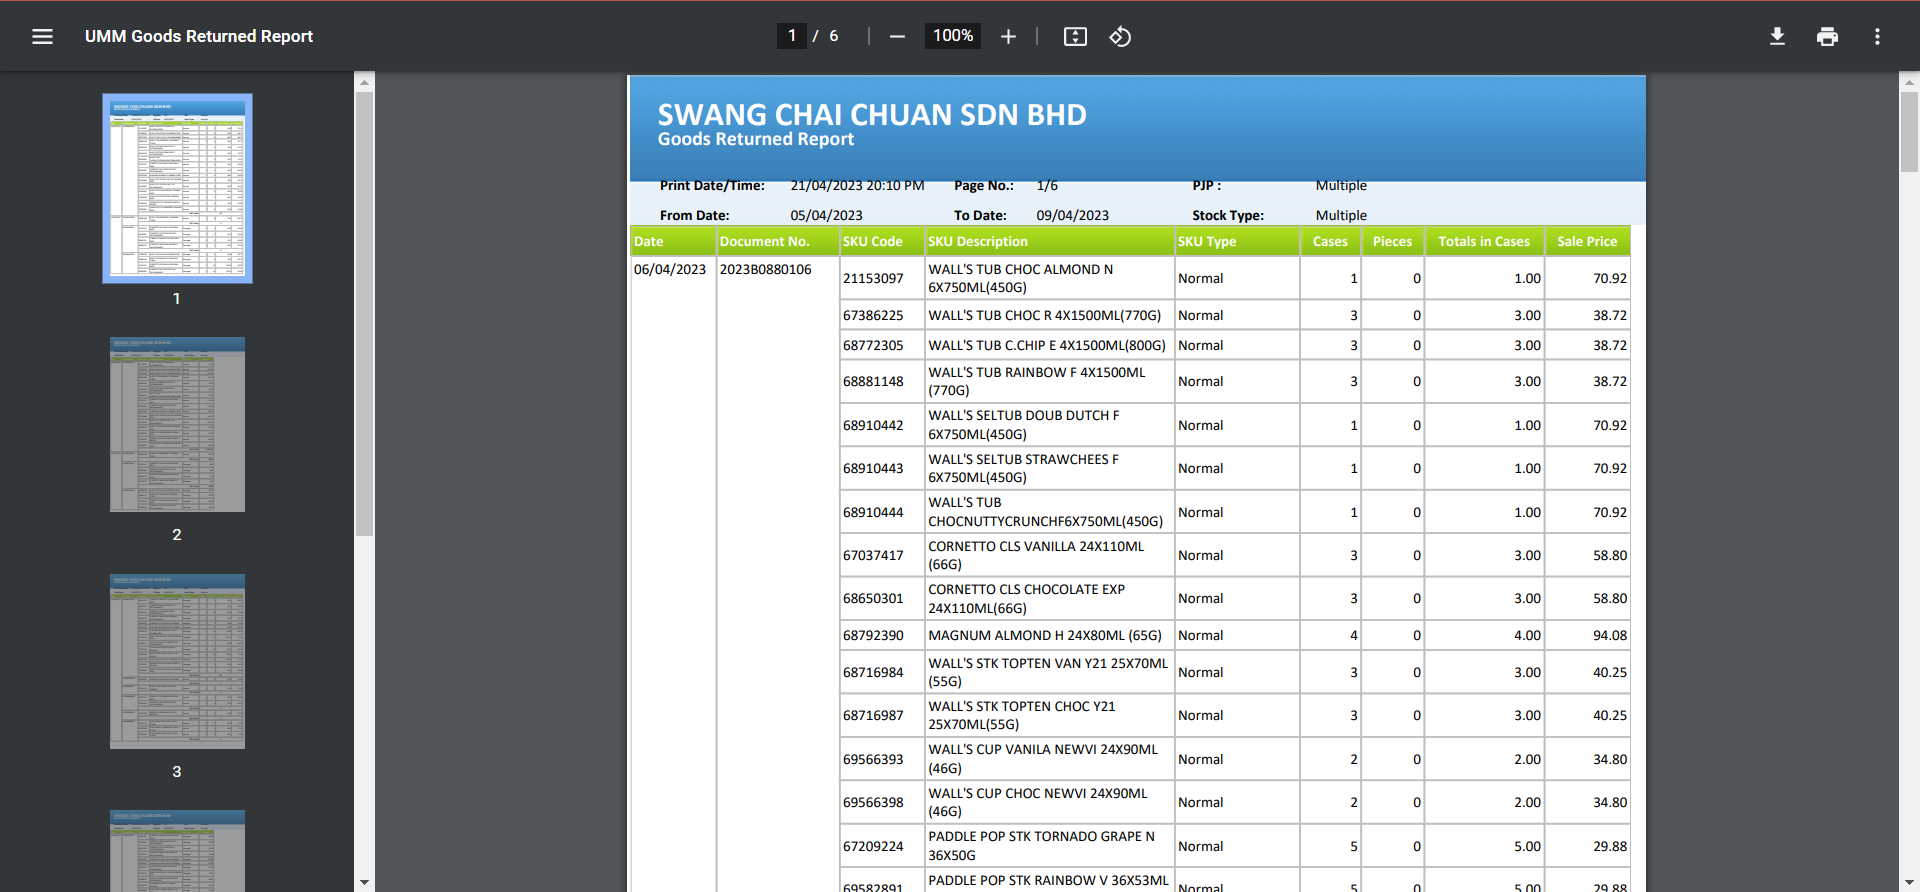 UMM Goods Returned Report
1 / 6
100%
1
2
3
SWANG CHAI CHUAN SDN BHD
Goods Returned Report
Print Date/Time: 21/04/2023 20:10 PM Page No.: 1/6 PJP : Multiple
From Date: 05/04/2023 To Date: 09/04/2023 Stock Type: Multiple
Date Document No. SKU Code SKU Description SKU Type Cases Pieces Totals in Cases Sale Price
06/04/2023 2023B0880106
21153097 WALL'S TUB CHOC ALMOND N
6X750ML(450G) Normal 1 0 1.00 70.92
67386225 WALL'S TUB CHOC R 4X1500ML(770G) Normal 3 0 3.00 38.72
68772305 WALL'S TUB C.CHIP E 4X1500ML(800G) Normal 3 0 3.00 38.72
68881148 WALL'S TUB RAINBOW F 4X1500ML
(770G) Normal 3 0 3.00 38.72
68910442 WALL'S SELTUB DOUB DUTCH F
6X750ML(450G) Normal 1 0 1.00 70.92
68910443 WALL'S SELTUB STRAWCHEES F
6X750ML(450G) Normal 1 0 1.00 70.92
68910444 WALL'S TUB
CHOCNUTTYCRUNCHF6X750ML(450G) Normal 1 0 1.00 70.92
67037417 CORNETTO CLS VANILLA 24X110ML
(66G) Normal 3 0 3.00 58.80
68650301 CORNETTO CLS CHOCOLATE EXP
24X110ML(66G) Normal 3 0 3.00 58.80
68792390 MAGNUM ALMOND H 24X80ML (65G) Normal 4 0 4.00 94.08
68716984 WALL'S STK TOPTEN VAN Y21 25X70ML
(55G) Normal 3 0 3.00 40.25
68716987 WALL'S STK TOPTEN CHOC Y21
25X70ML(55G) Normal 3 0 3.00 40.25
69566393 WALL'S CUP VANILA NEWVI 24X90ML
(46G) Normal 2 0 2.00 34.80
69566398 WALL'S CUP CHOC NEWVI 24X90ML
(46G) Normal 2 0 2.00 34.80
67209224 PADDLE POP STK TORNADO GRAPE N
36X50G Normal 5 0 5.00 29.88
69582891 PADDLE POP STK RAINBOW V 36X53ML Normal 5 0 5.00 29.88